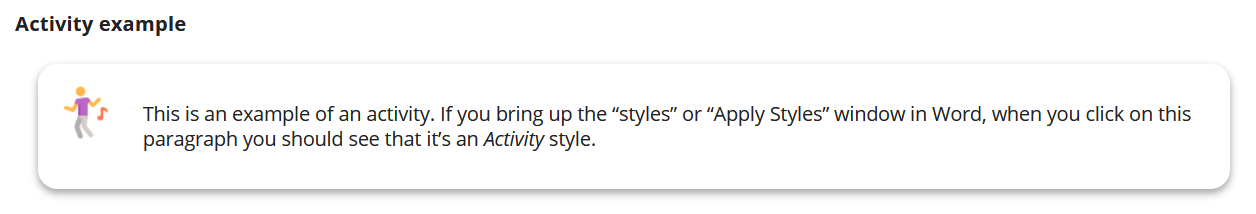 Activity example
This is an example of an activity. If you bring up the “styles” or “Apply Styles” window in Word, when you click on this
paragraph you should see that it’s an Activity style.